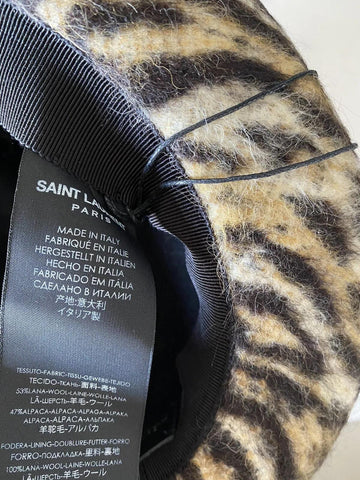 SAINT LA
PARIS
MADE IN ITALY
FABRIQUÉ EN ITALIE
HERGESTELLT IN ITALIEN
HECHO EN ITALIA
FABRICADO EM ITÁLIA
СДЕЛАНО В ИТАЛИИ
产地:意大利
イタリア製
TESSUTO-FABRIC-TISSU-GEWEBE-TEJIDO
TECIDO-ТКАНЬ-面料-素材
53%LANA-WOOL-LAINE-WOLLE-LANA
LÃ-ШЕРСТЬ-羊毛-ウール
47%ALPACA-ALPACA-ALPAGA-ALPAKA
ALPACA-ALPACA-АЛЬПАКА
羊驼毛-アルパカ
FODERA-LINING-DOUBLURE-FUTTER-FORRO
FORRO-ПОДКЛАДКА-里料-裏地
100%LANA-WOOL-LAINE-WOLLE-LANA
LÃ-ШЕРСТЬ-羊毛-ウール